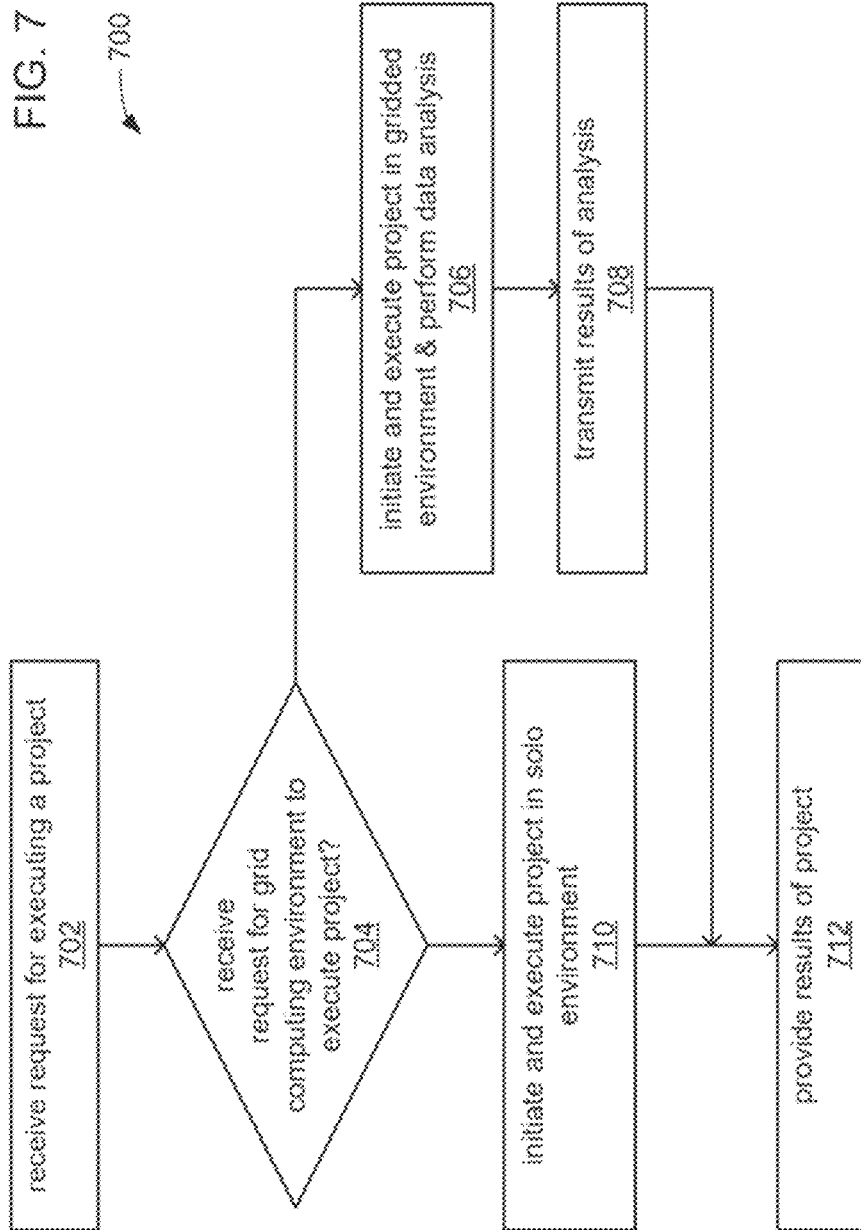 FIG. 7
700
receive request for executing a project
702
receive
request for grid
computing environment to
execute project?
704
initiate and execute project in gridded
environment & perform data analysis
706
transmit results of analysis
708
initiate and execute project in solo
environment
710
provide results of project
712